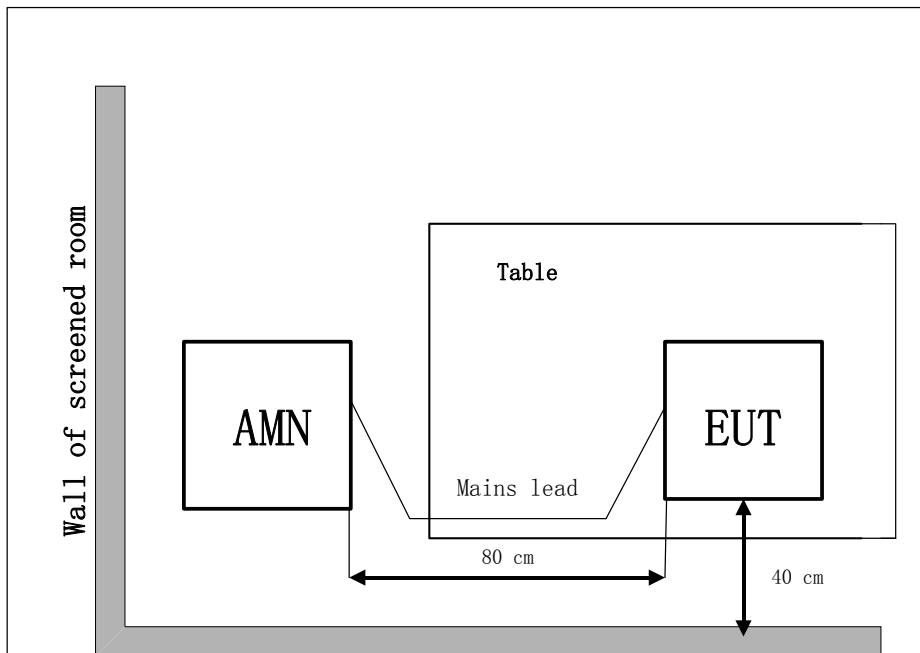 Wall of screened room
Table
AMN
EUT
Mains lead
80 cm
40 cm